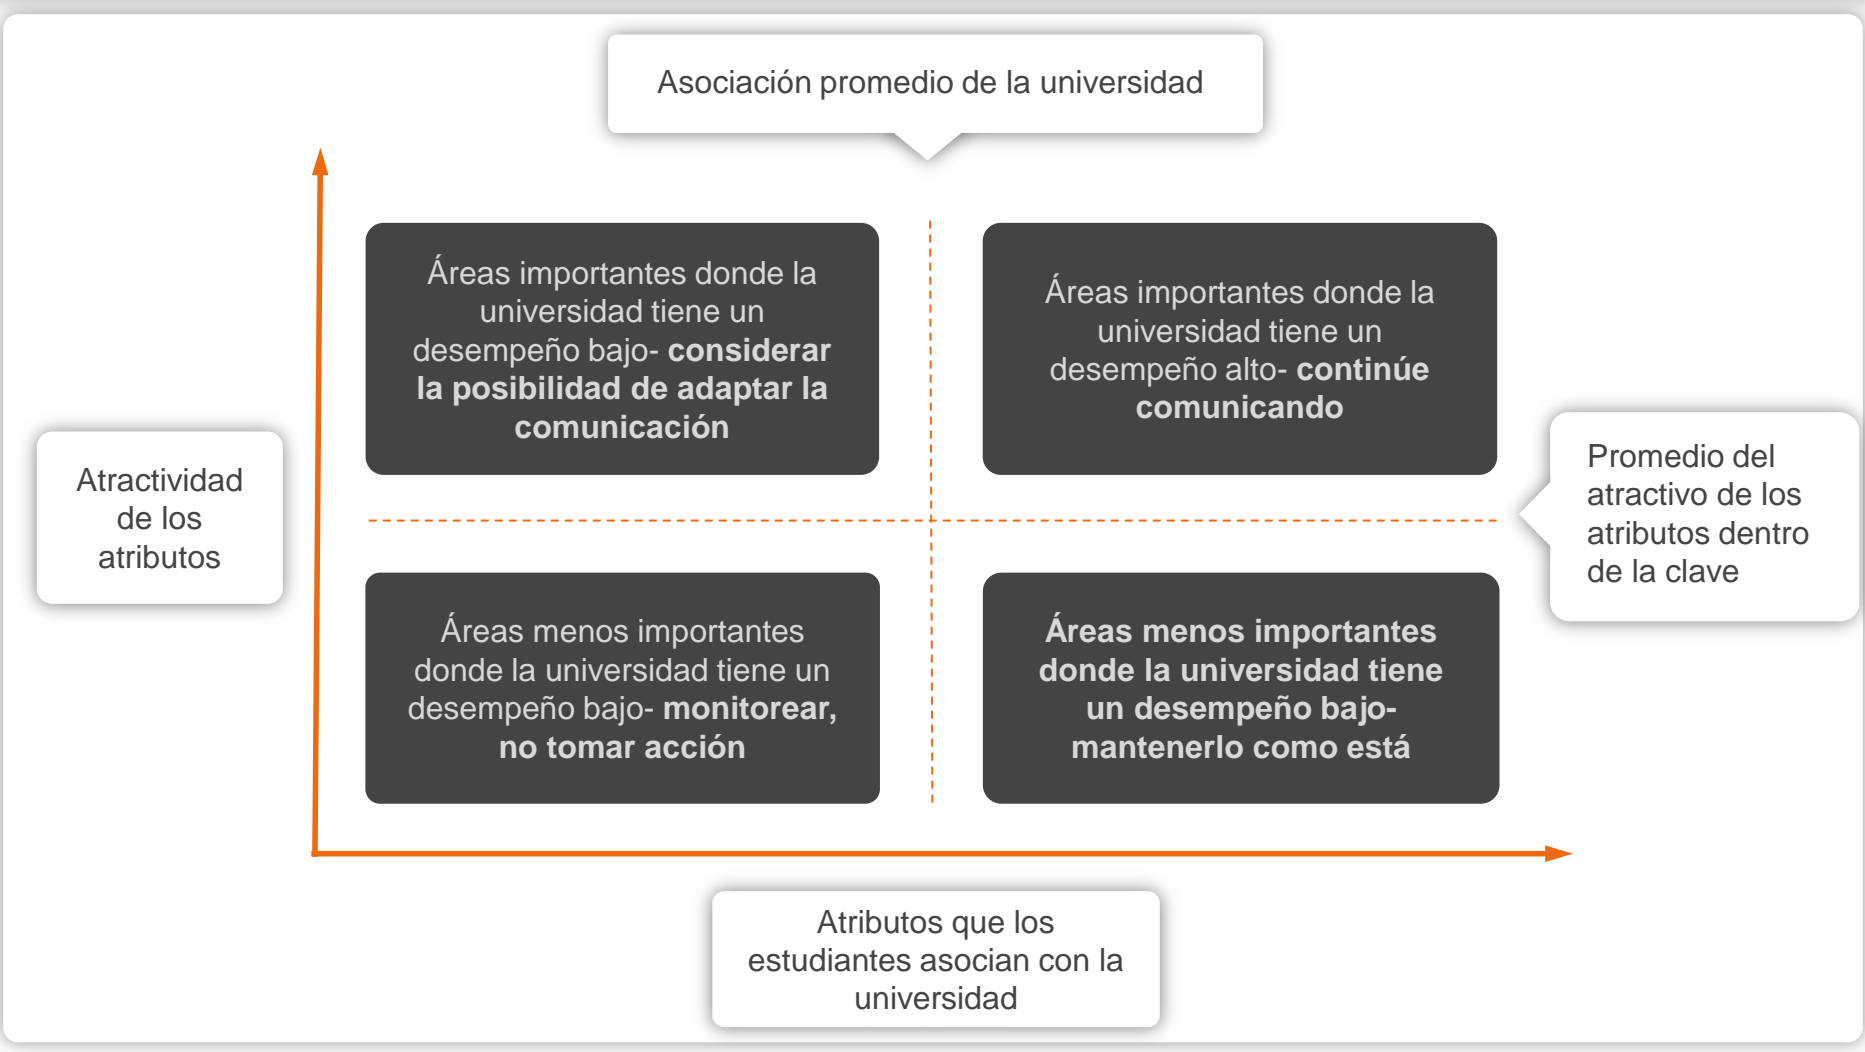 Asociación promedio de la universidad
Áreas importantes donde la
universidad tiene un
desempeño bajo- considerar
la posibilidad de adaptar la
comunicación
Áreas importantes donde la
universidad tiene un
desempeño alto- continúe
comunicando
Atractividad
de los
atributos
Promedio del
atractivo de los
atributos dentro
de la clave
Áreas menos importantes
donde la universidad tiene un
desempeño bajo- monitorear,
no tomar acción
Áreas menos importantes
donde la universidad tiene
un desempeño bajo-
mantenerlo como está
Atributos que los
estudiantes asocian con la
universidad